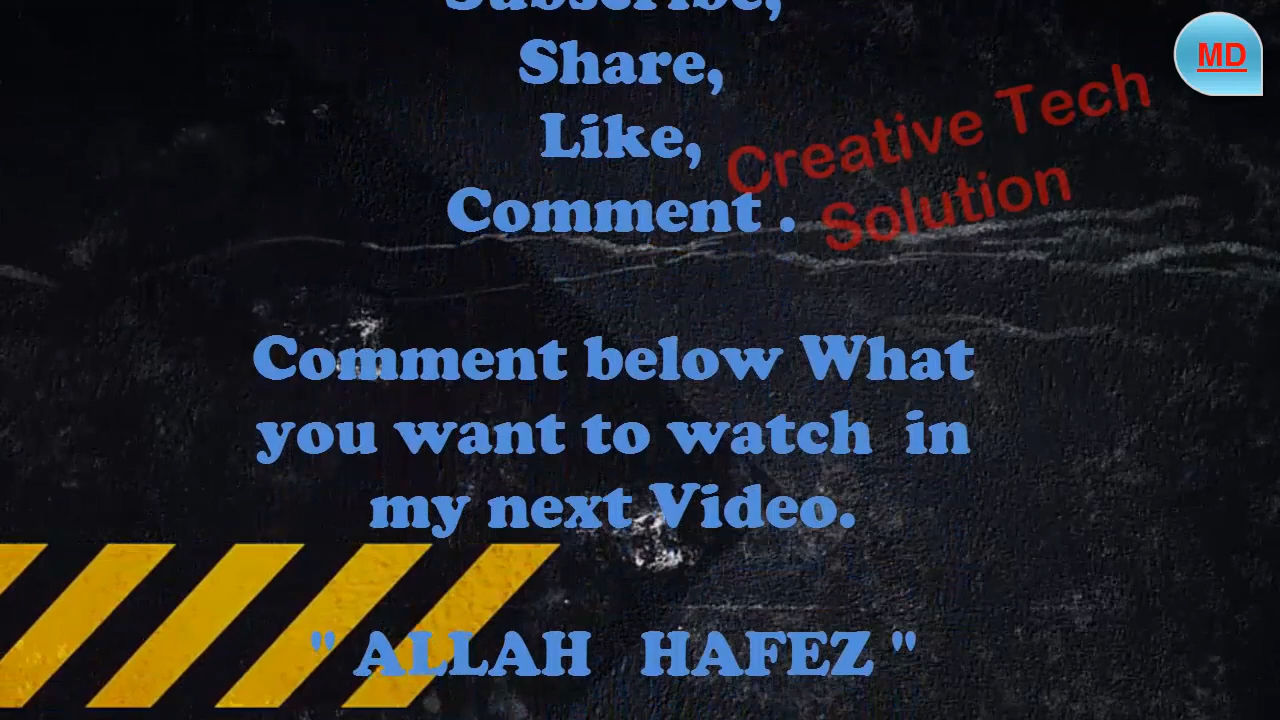 Subscribe,
Share,
Like,
Comment .
Comment below What
you want to watch in
my next Video.
" ALLAH HAFEZ "
MD
Creative Tech
Solution